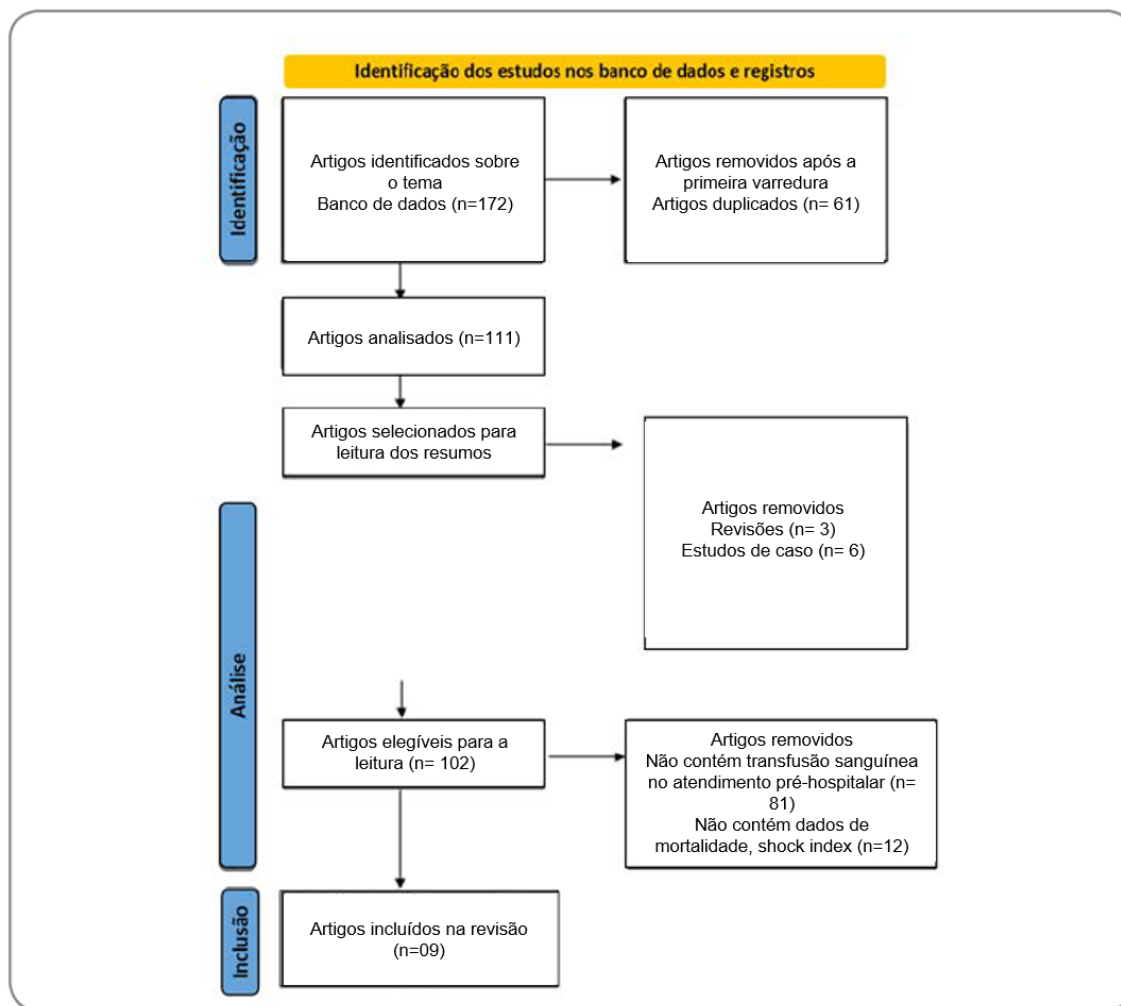 Identificação dos estudos nos banco de dados e registros
Identificação
Artigos identificados sobre
o tema
Banco de dados (n=172)
Artigos removidos após a
primeira varredura
Artigos duplicados (n= 61)
Artigos analisados (n=111)
Artigos selecionados para
leitura dos resumos
Artigos removidos
Revisões (n= 3)
Estudos de caso (n= 6)
Análise
Artigos elegíveis para a
leitura (n= 102)
Artigos removidos
Não contém transfusão sanguínea
no atendimento pré-hospitalar (n=
81)
Não contém dados de
mortalidade, shock index (n=12)
Inclusão
Artigos incluídos na revisão
(n=09)